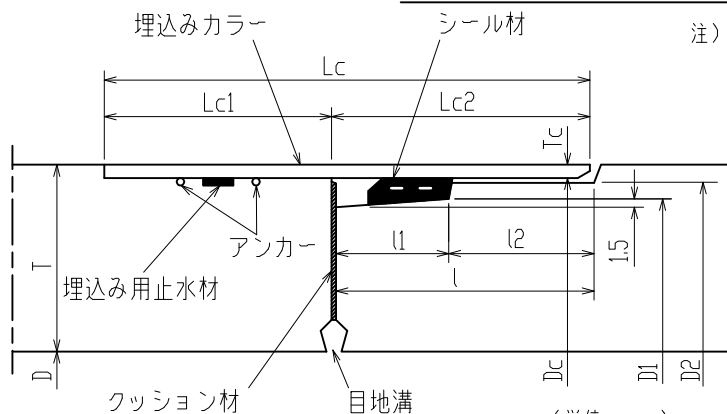 埋込みカラー
シール材
注)
Lc
Lc1
Lc2
Tc
アンカー
埋込み用止水材
T
l1
l2
1.5
l
D
Dc
D1
D2
クッション材
目地溝